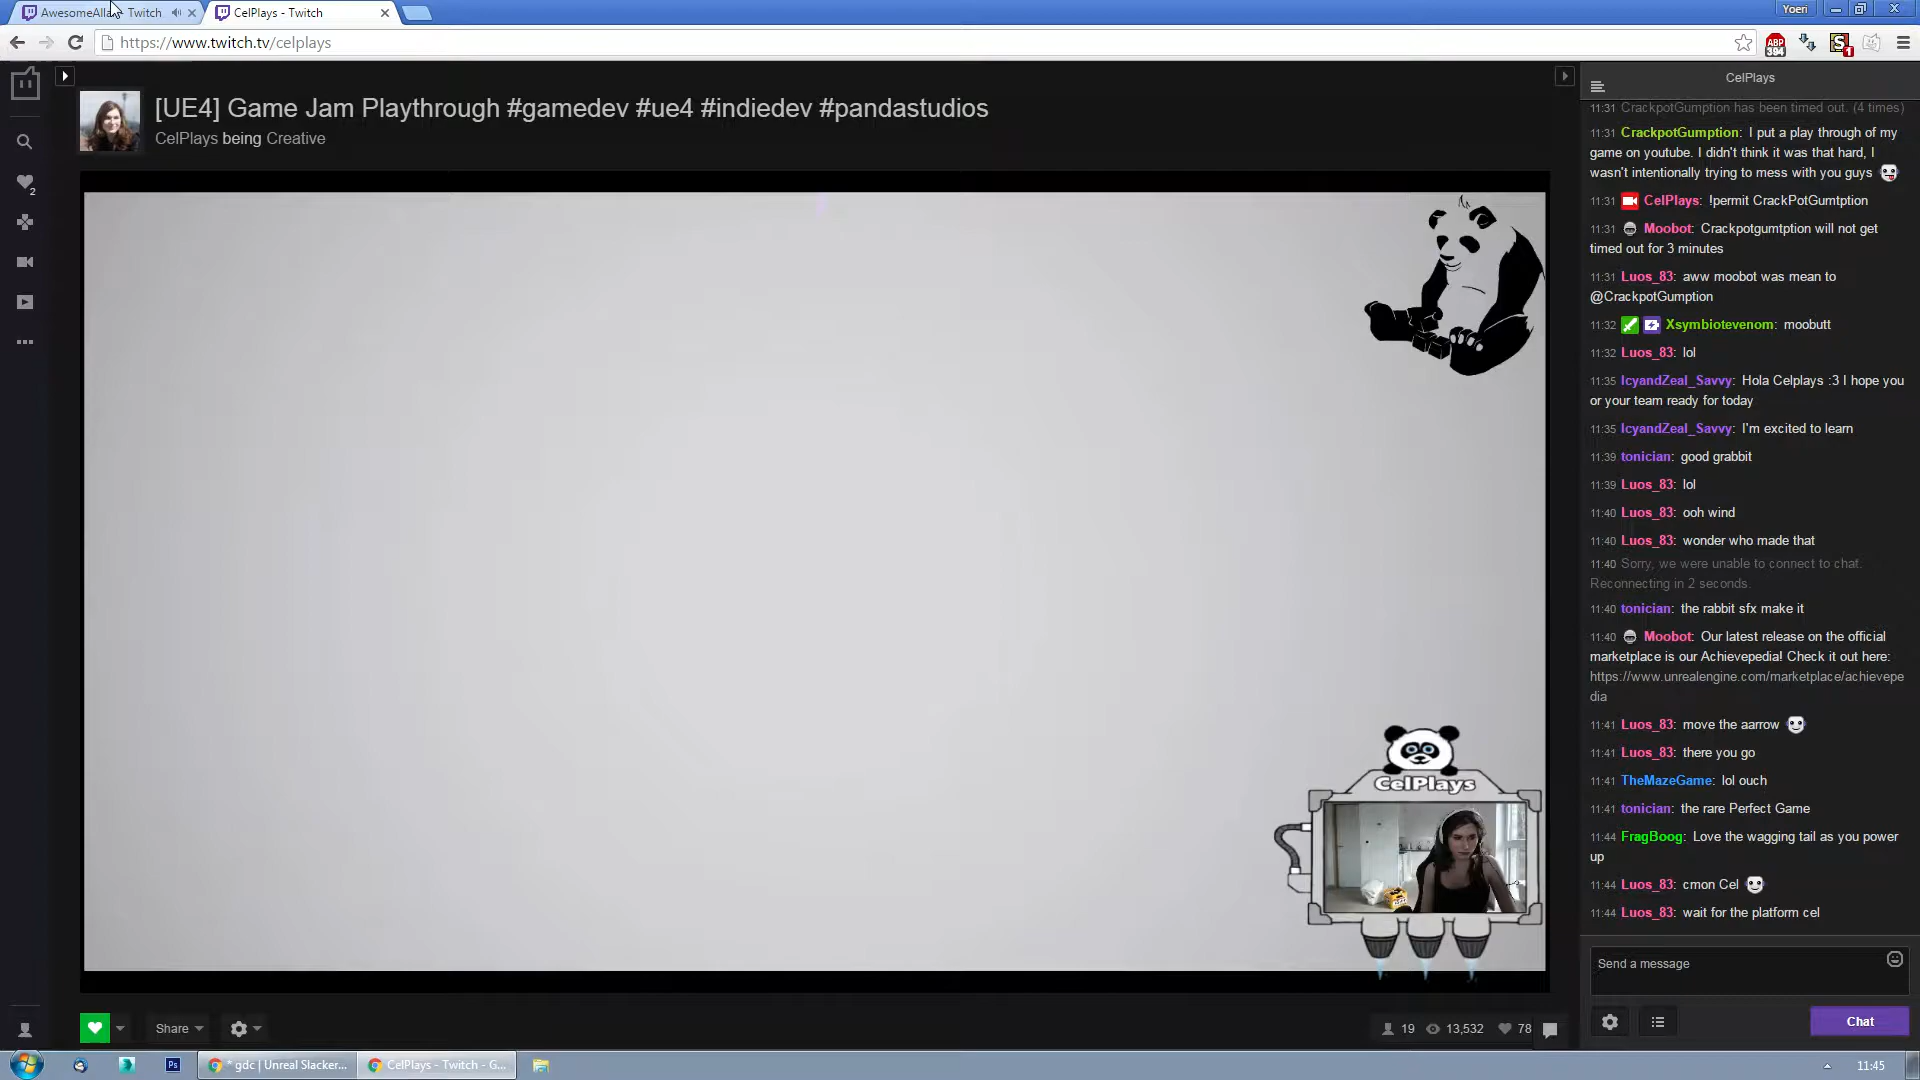 AwesomeAlla Twitch
CelPlays - Twitch
Yoeri
https://www.twitch.tv/celplays
ABP
394
S
1
[UE4] Game Jam Playthrough #gamedev #ue4 #indiedev #pandastudios
CelPlays being Creative
2
CelPlays
Share
19
13,532
78
CelPlays
11:31 CrackpotGumption has been timed out. (4 times)
11:31 CrackpotGumption: I put a play through of my
game on youtube. I didn't think it was that hard, I
wasn't intentionally trying to mess with you guys
11:31 CelPlays: !permit CrackPotGumtption
11:31 Moobot: Crackpotgumtption will not get
timed out for 3 minutes
11:31 Luos_83: aww moobot was mean to
@CrackpotGumption
11:32 Xsymbiotevenom: moobutt
11:32 Luos_83: lol
11:35 IcyandZeal_Savvy: Hola Celplays :3 I hope you
or your team ready for today
11:35 IcyandZeal_Savvy: I'm excited to learn
11:39 tonician: good grabbit
11:39 Luos_83: lol
11:40 Luos_83: ooh wind
11:40 Luos_83: wonder who made that
11:40 Sorry, we were unable to connect to chat.
Reconnecting in 2 seconds.
11:40 tonician: the rabbit sfx make it
11:40 Moobot: Our latest release on the official
marketplace is our Achievepedia! Check it out here:
https://www.unrealengine.com/marketplace/achievepe
dia
11:41 Luos_83: move the aarrow
11:41 Luos_83: there you go
11:41 TheMazeGame: lol ouch
11:41 tonician: the rare Perfect Game
11:44 FragBoog: Love the wagging tail as you power
up
11:44 Luos_83: cmon Cel
11:44 Luos_83: wait for the platform cel
Send a message
Chat
Ps
* gdc | Unreal Slacker...
CelPlays - Twitch - G...
11:45